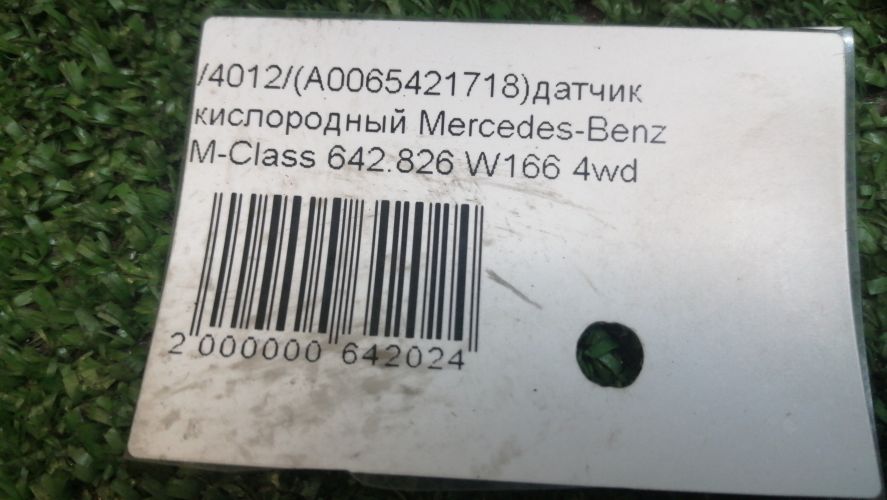 /4012/(A0065421718)датчик
кислородный Mercedes-Benz
M-Class 642.826 W166 4wd
2 000000 642024